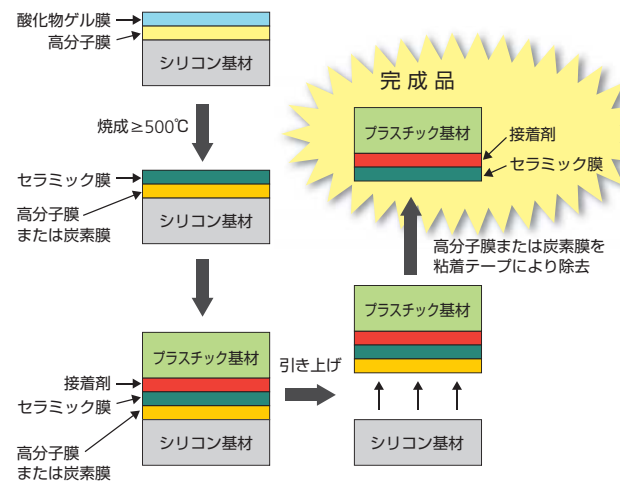 酸化物ゲル膜
高分子膜
シリコン基材
焼成≥500℃
セラミック膜
高分子膜
または炭素膜
シリコン基材
プラスチック基材
接着剤
セラミック膜
高分子膜
または炭素膜
シリコン基材
引き上げ
プラスチック基材
シリコン基材
高分子膜または炭素膜を
粘着テープにより除去
完成品
プラスチック基材
接着剤
セラミック膜